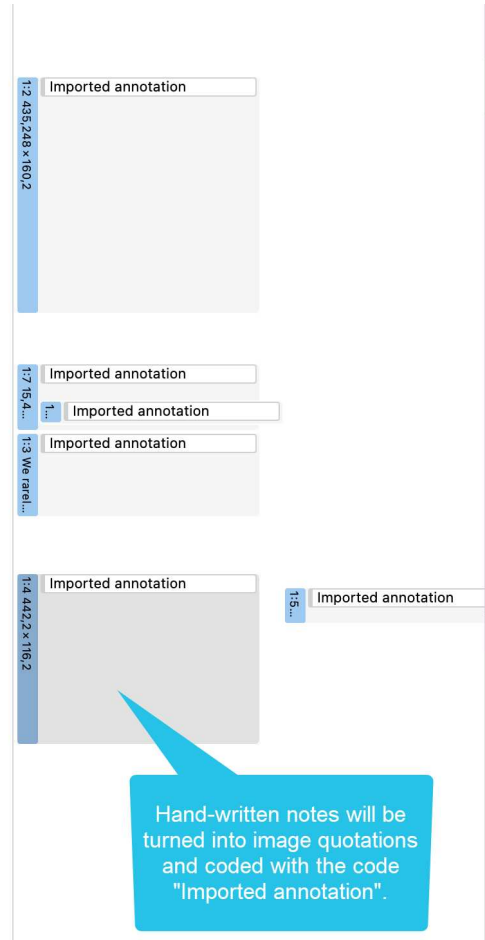 1:2 435,248 × 160,2
Imported annotation
1:7 15,4...
Imported annotation
1...
Imported annotation
1:3 We rarel...
Imported annotation
1:4 442,2 × 116,2
Imported annotation
1:5...
Imported annotation
Hand-written notes will be
turned into image quotations
and coded with the code
"Imported annotation".